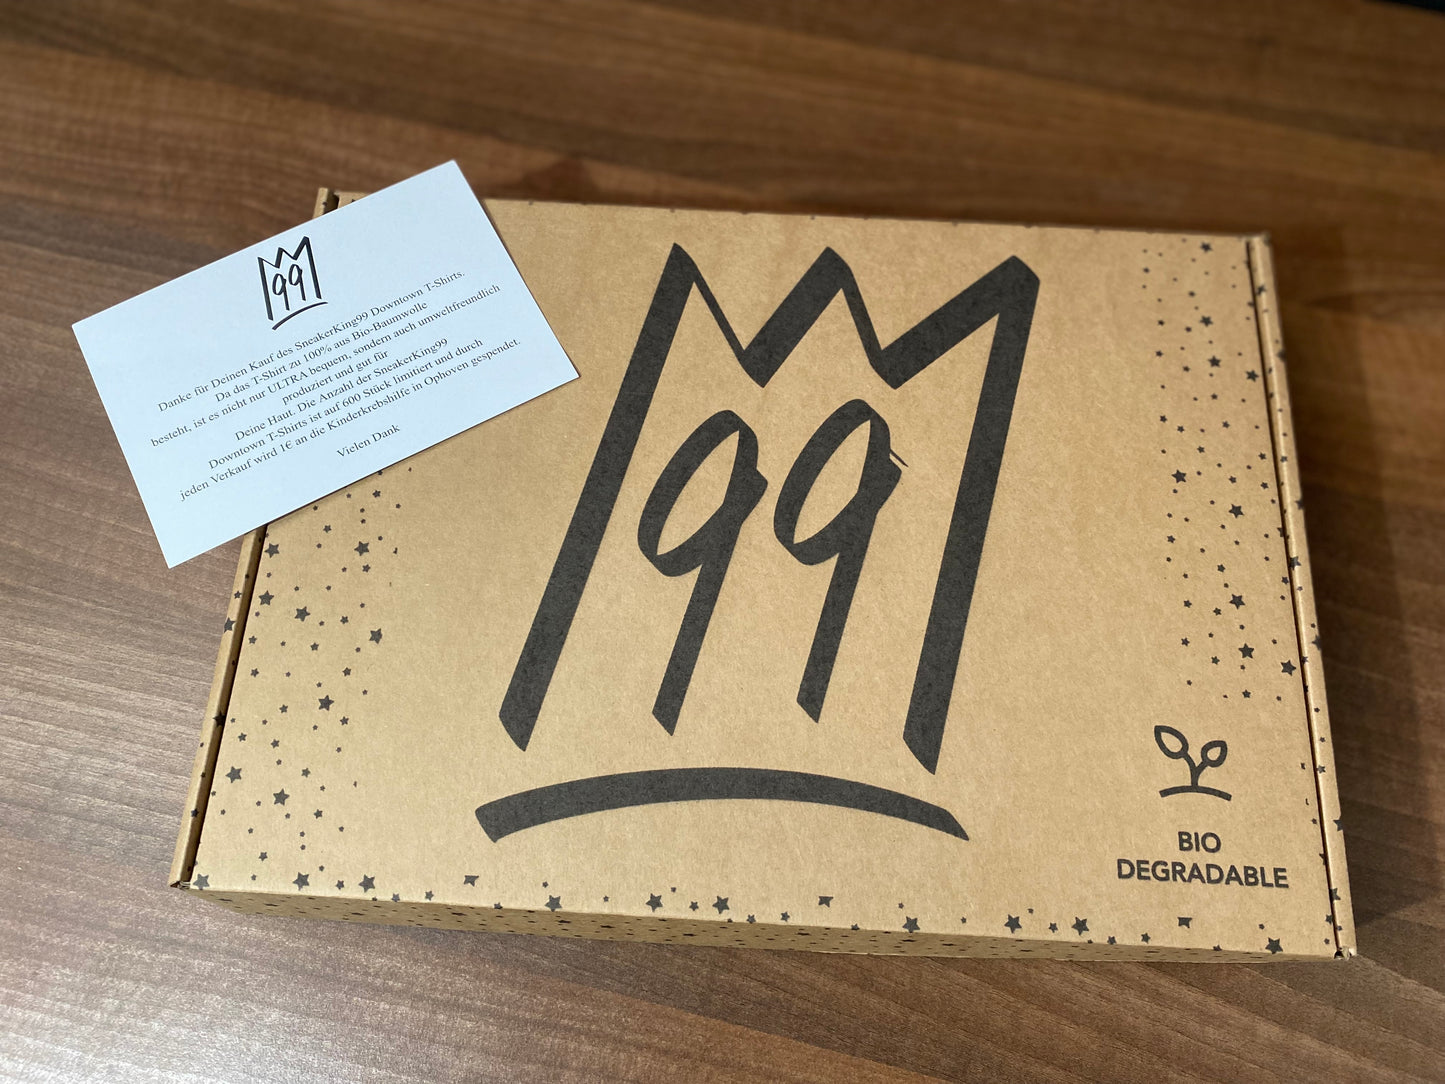 99
Danke für Deinen Kauf des SneakerKing99 Downtown T-Shirts.
Da das T-Shirt zu 100% aus Bio-Baumwolle
besteht, ist es nicht nur ULTRA bequem, sondern auch umweltfreundlich
produziert und gut für
Deine Haut. Die Anzahl der SneakerKing99
Downtown T-Shirts ist auf 600 Stück limitiert und durch
jeden Verkauf wird 1€ an die Kinderkrebshilfe in Ophoven gespendet.
Vielen Dank
99
BIO
DEGRADABLE